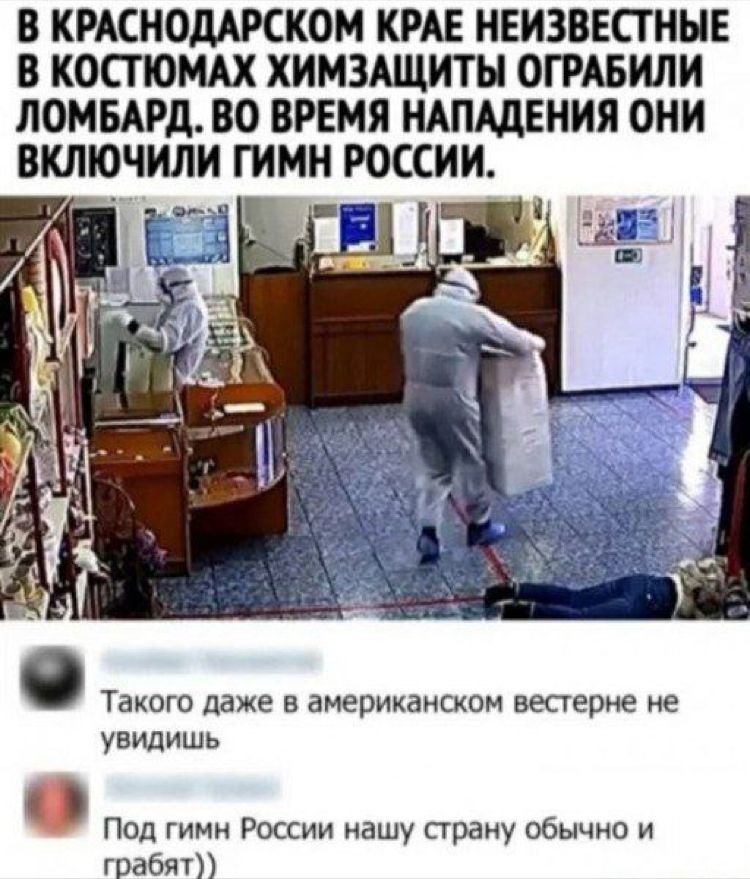 В КРАСНОДАРСКОМ КРАЕ НЕИЗВЕСТНЫЕ
В КОСТЮМАХ ХИМЗАЩИТЫ ОГРАБИЛИ
ЛОМБАРД. ВО ВРЕМЯ НАПАДЕНИЯ ОНИ
ВКЛЮЧИЛИ ГИМН РОССИИ.
Такого даже в американском вестерне не
увидишь
Под гимн России нашу страну обычно и
грабят))